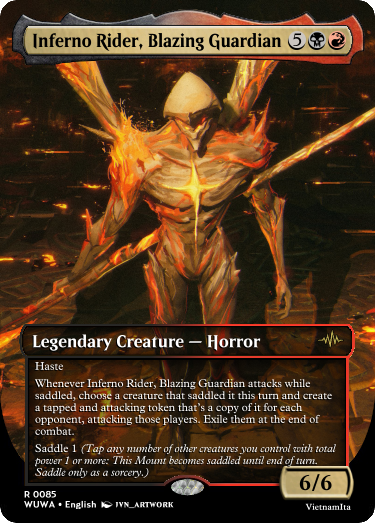 Inferno Rider, Blazing Guardian 5
Legendary Creature — Horror
Haste
Whenever Inferno Rider, Blazing Guardian attacks while
saddled, choose a creature that saddled it this turn and create
a tapped and attacking token that's a copy of it for each
opponent, attacking those players. Exile them at the end of
combat.
Saddle 1 (Tap any number of other creatures you control with total
power 1 or more: This Mount becomes saddled until end of turn.
Saddle only as a sorcery.)
6/6
R 0085
WUWA • English JVN_ARTWORK
VietnamIta